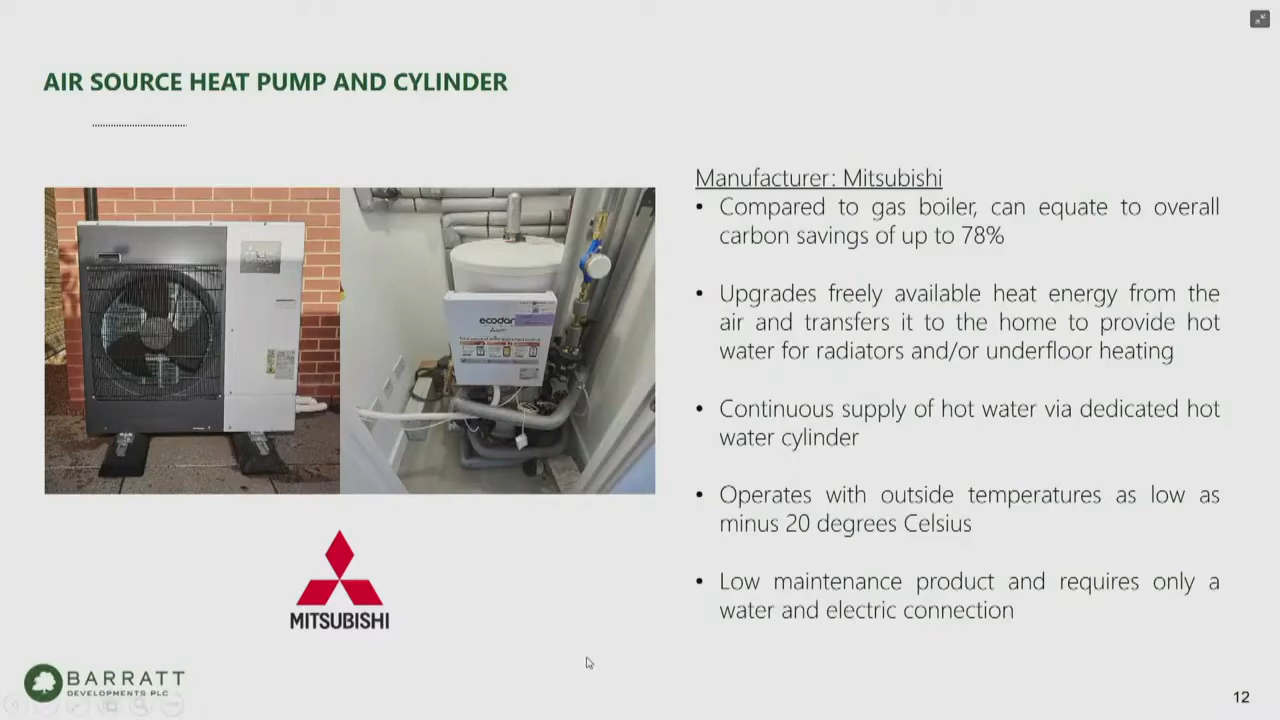 AIR SOURCE HEAT PUMP AND CYLINDER
Manufacturer: Mitsubishi
• Compared to gas boiler, can equate to overall
carbon savings of up to 78%
• Upgrades freely available heat energy from the
air and transfers it to the home to provide hot
water for radiators and/or underfloor heating
• Continuous supply of hot water via dedicated hot
water cylinder
• Operates with outside temperatures as low as
minus 20 degrees Celsius
• Low maintenance product and requires only a
water and electric connection
MITSUBISHI
BARRATT
DEVELOPMENTS PLC
12